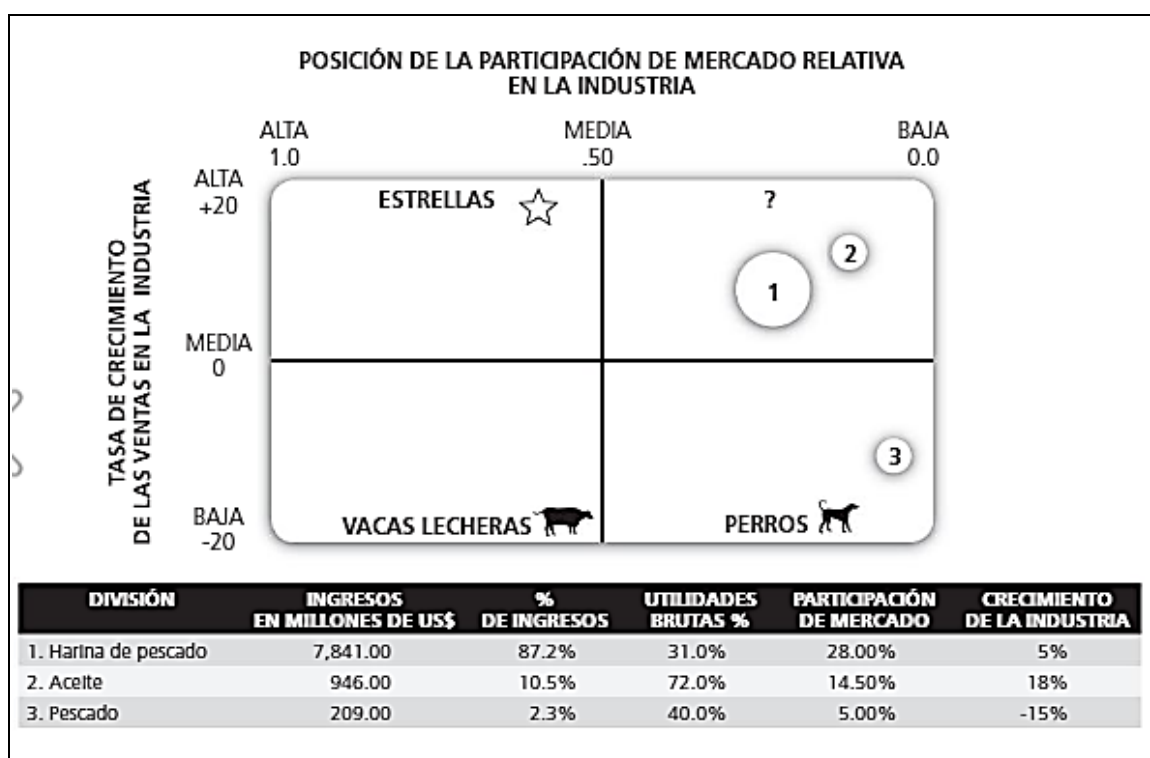 POSICIÓN DE LA PARTICIPACIÓN DE MERCADO RELATIVA
EN LA INDUSTRIA
ALTA MEDIA BAJA
1.0 .50 0.0
TASA DE CRECIMIENTO
DE LAS VENTAS EN LA INDUSTRIA
ALTA
+20
ESTRELLAS ?
2
1
MEDIA
0
3
BAJA
-20
VACAS LECHERAS PERROS
DIVISIÓN INGRESOS EN MILLONES DE US$ % DE INGRESOS UTILIDADES BRUTAS % PARTICIPACIÓN DE MERCADO CRECIMIENTO DE LA INDUSTRIA
1. Harina de pescado 7,841.00 87.2% 31.0% 28.00% 5%
2. Aceite 946.00 10.5% 72.0% 14.50% 18%
3. Pescado 209.00 2.3% 40.0% 5.00% -15%